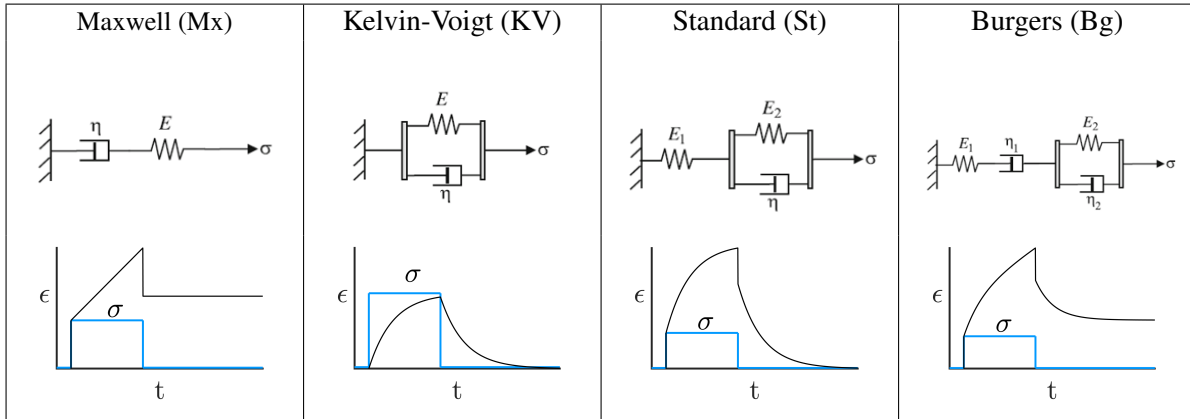 Maxwell (Mx)
η
E
σ
ϵ
σ
t
Kelvin-Voigt (KV)
E
η
σ
ϵ
σ
t
Standard (St)
E1
E2
η
σ
ϵ
σ
t
Burgers (Bg)
E1
η1
E2
η2
σ
ϵ
σ
t